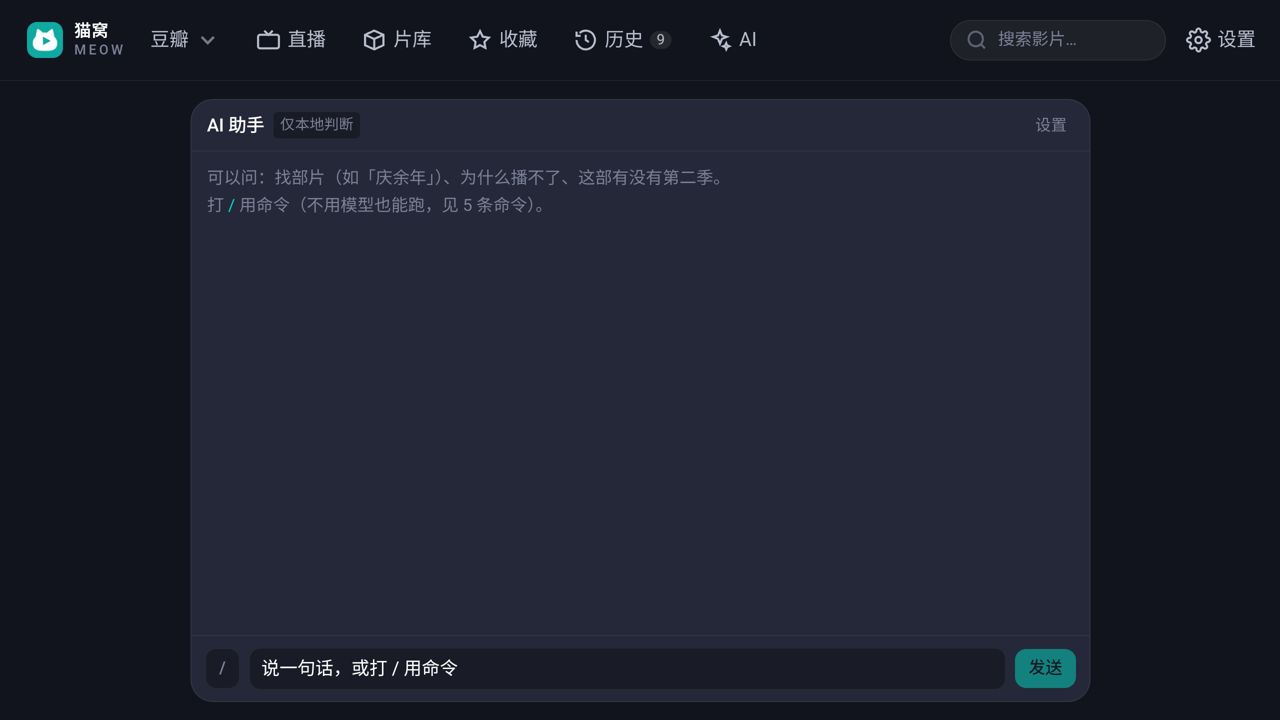 猫窝
MEOW
豆瓣
直播
片库
收藏
历史 9
AI
搜索影片...
设置
AI 助手 仅本地判断
设置
可以问：找部片（如「庆余年」）、为什么播不了、这部有没有第二季。
打 / 用命令（不用模型也能跑，见 5 条命令）。
/
说一句话，或打 / 用命令
发送